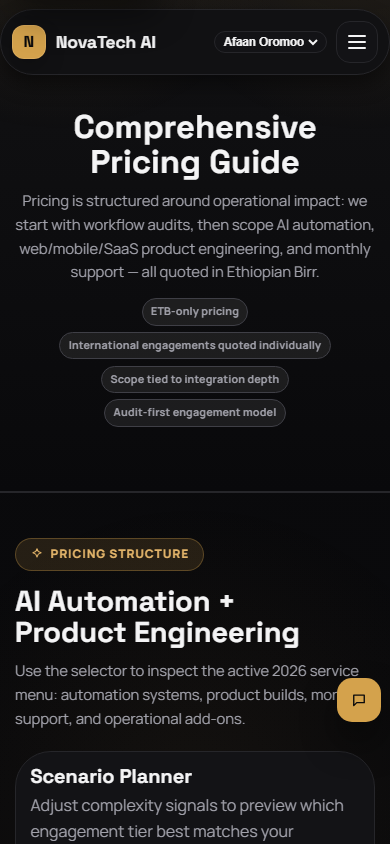 N NovaTech AI Afaan Oromoo
Comprehensive
Pricing Guide
Pricing is structured around operational impact: we
start with workflow audits, then scope AI automation,
web/mobile/SaaS product engineering, and monthly
support — all quoted in Ethiopian Birr.
ETB-only pricing
International engagements quoted individually
Scope tied to integration depth
Audit-first engagement model
PRICING STRUCTURE
AI Automation +
Product Engineering
Use the selector to inspect the active 2026 service
menu: automation systems, product builds,
support, and operational add-ons.
Scenario Planner
Adjust complexity signals to preview which
engagement tier best matches your